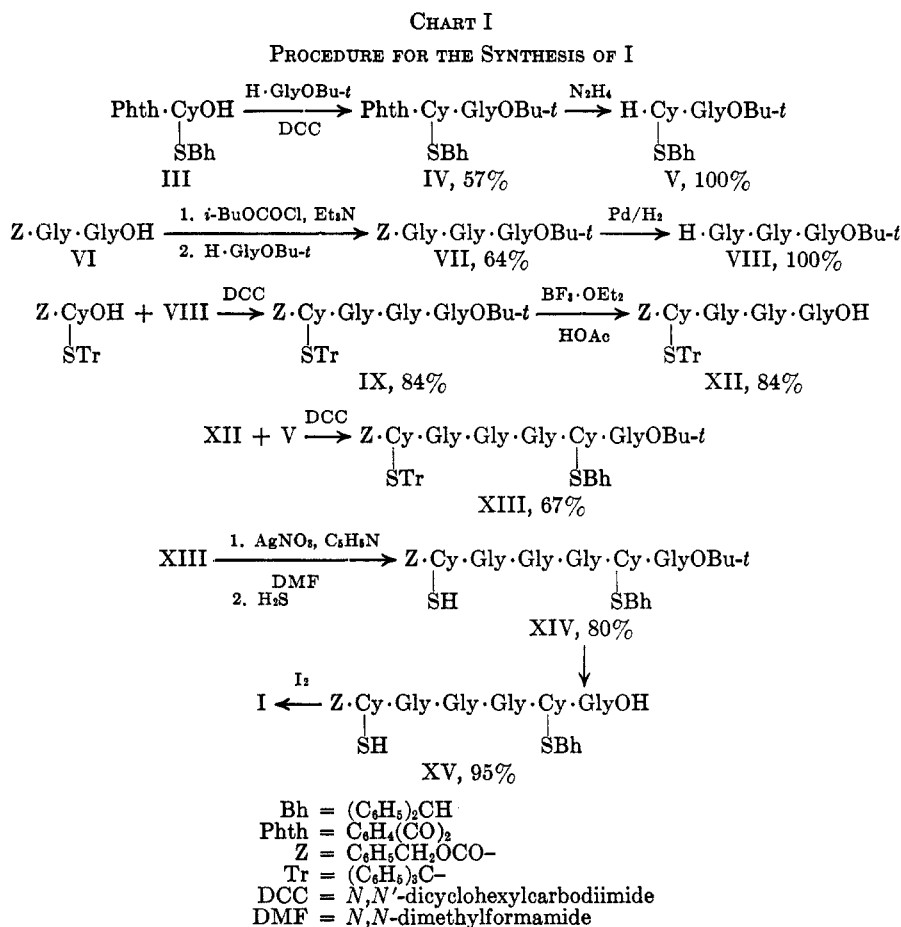 CHART I
PROCEDURE FOR THE SYNTHESIS OF I
H·GlyOBu-t N₂H₄
Phth·CyOH ⟶ Phth·Cy·GlyOBu-t ⟶ H·Cy·GlyOBu-t
DCC
SBh SBh SBh
III IV, 57% V, 100%
1. i-BuOCOCl, Et₃N Pd/H₂
Z·Gly·GlyOH ⟶ Z·Gly·Gly·GlyOBu-t ⟶ H·Gly·Gly·GlyOBu-t
VI 2. H·GlyOBu-t VII, 64% VIII, 100%
DCC BF₃·OEt₂
Z·CyOH + VIII ⟶ Z·Cy·Gly·Gly·GlyOBu-t ⟶ Z·Cy·Gly·Gly·GlyOH
HOAc
STr STr STr
IX, 84% XII, 84%
DCC
XII + V ⟶ Z·Cy·Gly·Gly·Gly·Cy·GlyOBu-t
STr SBh
XIII, 67%
1. AgNO₃, C₅H₅N
XIII ⟶ Z·Cy·Gly·Gly·Gly·Cy·GlyOBu-t
DMF
2. H₂S SH SBh
XIV, 80%
I₂
I ⟵ Z·Cy·Gly·Gly·Gly·Cy·GlyOH
SH SBh
XV, 95%
Bh = (C₆H₅)₂CH
Phth = C₆H₄(CO)₂
Z = C₆H₅CH₂OCO–
Tr = (C₆H₅)₃C–
DCC = N,N′-dicyclohexylcarbodiimide
DMF = N,N-dimethylformamide